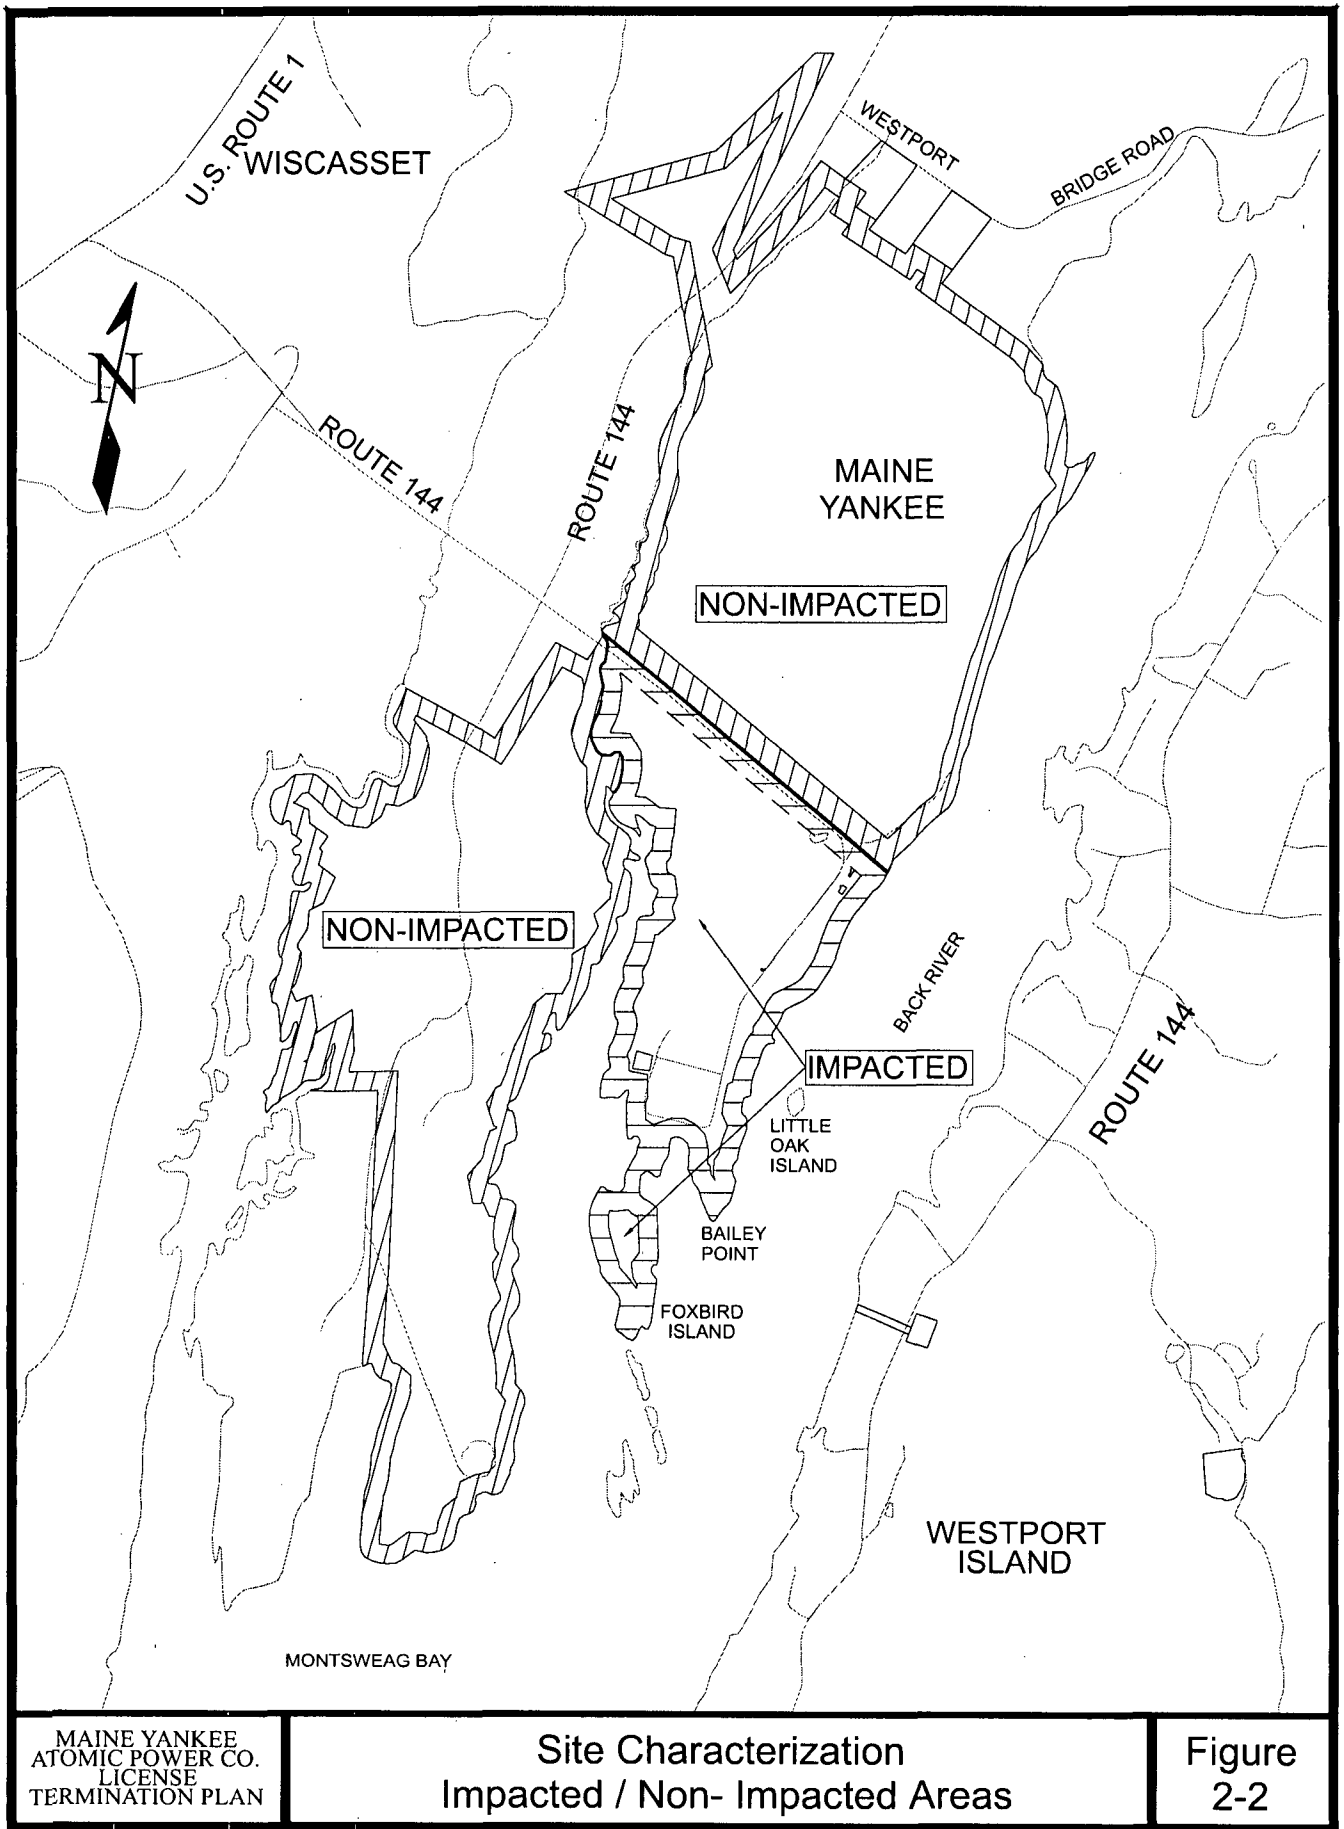 U.S. ROUTE 1
WISCASSET
WESTPORT
BRIDGE ROAD
N
ROUTE 144
ROUTE 144
MAINE
YANKEE
NON-IMPACTED
NON-IMPACTED
BACK RIVER
IMPACTED
ROUTE 144
LITTLE
OAK
ISLAND
BAILEY
POINT
FOXBIRD
ISLAND
WESTPORT
ISLAND
MONTSWEAG BAY
MAINE YANKEE
ATOMIC POWER CO.
LICENSE
TERMINATION PLAN
Site Characterization
Impacted / Non- Impacted Areas
Figure
2-2